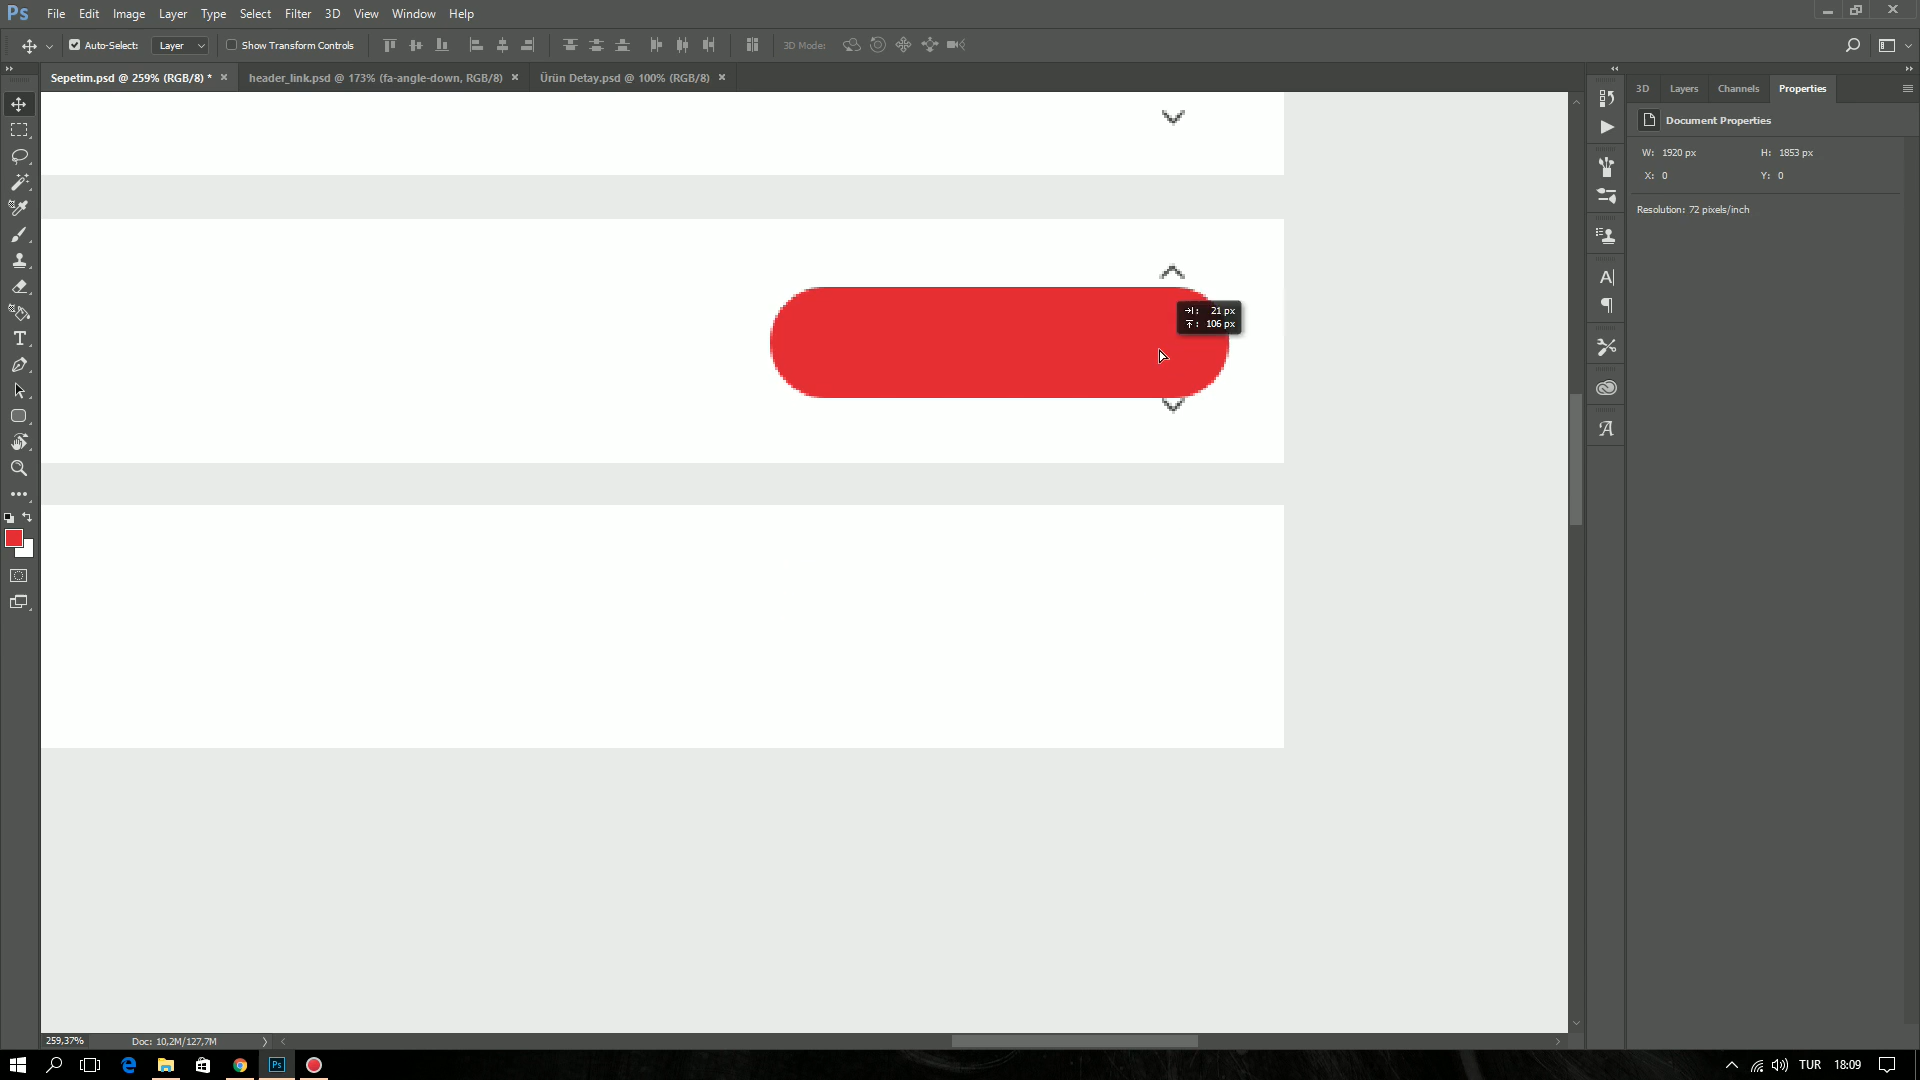 Ps File Edit Image Layer Type Select Filter 3D View Window Help
Auto-Select: Layer Show Transform Controls 3D Mode:
Sepetim.psd @ 259% (RGB/8) * × header_link.psd @ 173% (fa-angle-down, RGB/8) × Ürün Detay.psd @ 100% (RGB/8) ×
3D Layers Channels Properties
Document Properties
W: 1920 px H: 1853 px
X: 0 Y: 0
Resolution: 72 pixels/inch
21 px
106 px
259,37% Doc: 10,2M/127,7M
Ps TUR 18:09